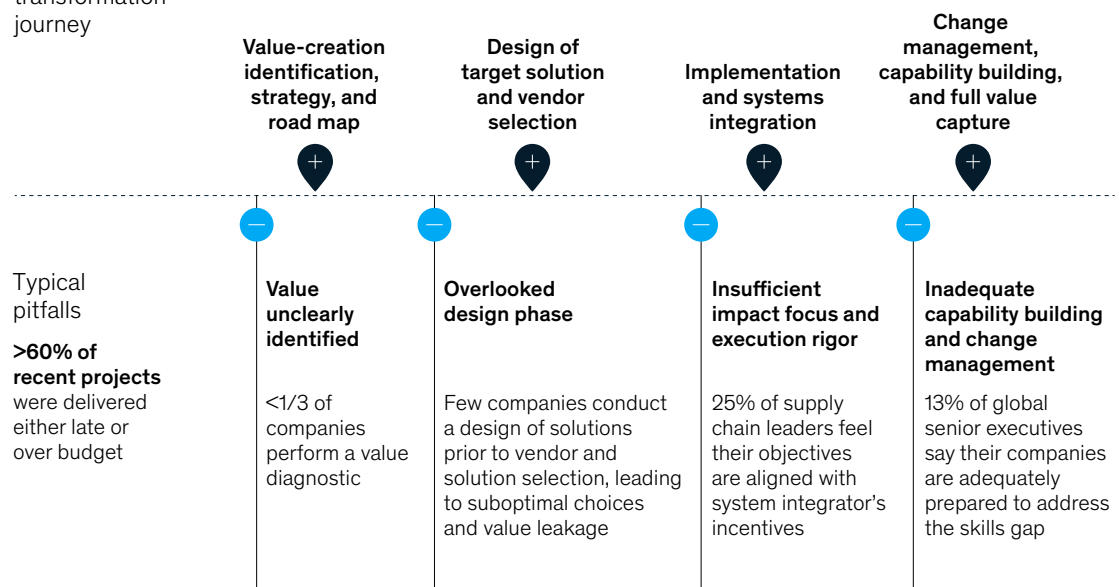 transformation
journey
Value-creation
identification,
strategy, and
road map
Design of
target solution
and vendor
selection
Implementation
and systems
integration
Change
management,
capability building,
and full value
capture
Typical
pitfalls
>60% of
recent projects
were delivered
either late or
over budget
Value
unclearly
identified
<1/3 of
companies
perform a value
diagnostic
Overlooked
design phase
Few companies conduct
a design of solutions
prior to vendor and
solution selection, leading
to suboptimal choices
and value leakage
Insufficient
impact focus and
execution rigor
25% of supply
chain leaders feel
their objectives
are aligned with
system integrator’s
incentives
Inadequate
capability building
and change
management
13% of global
senior executives
say their companies
are adequately
prepared to address
the skills gap